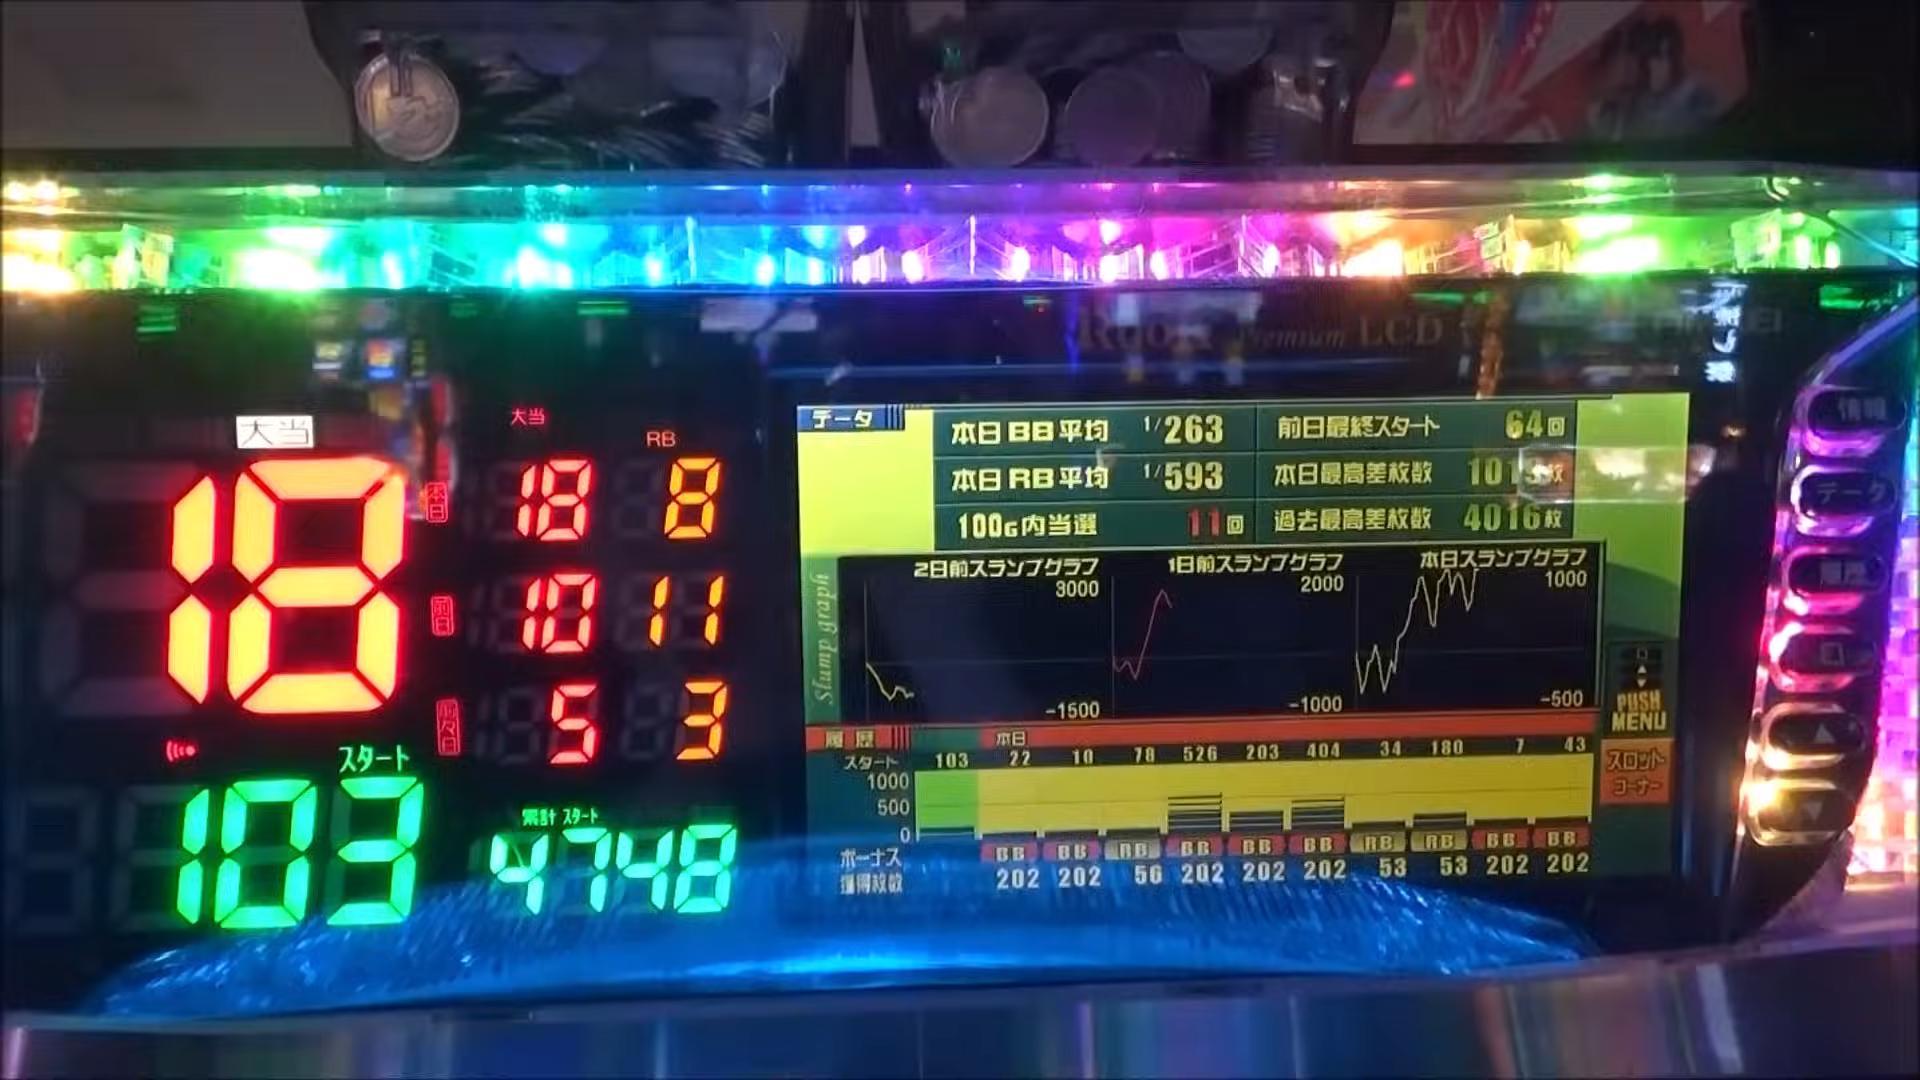 Premium LCD
大当
18
大当 RB
本日 18 8
前日 10 11
前々日 5 3
スタート
103
累計 スタート
4748
データ
本日BB平均 1/263
前日最終スタート 64回
本日RB平均 1/593
本日最高差枚数
100G内当選 11回
過去最高差枚数 4016枚
Slump graph
2日前スランプグラフ 1日前スランプグラフ 本日スランプグラフ
3000 2000 1000
-1500 -1000 -500
履歴 本日
スタート 103 22 10 78 526 203 404 34 180 7 43
1000
500
0
BB BB RB BB BB BB RB RB BB BB
ボーナス
獲得枚数 202 202 56 202 202 202 53 53 202 202
PUSH
MENU
スロット
コーナー
情報
データ
履歴